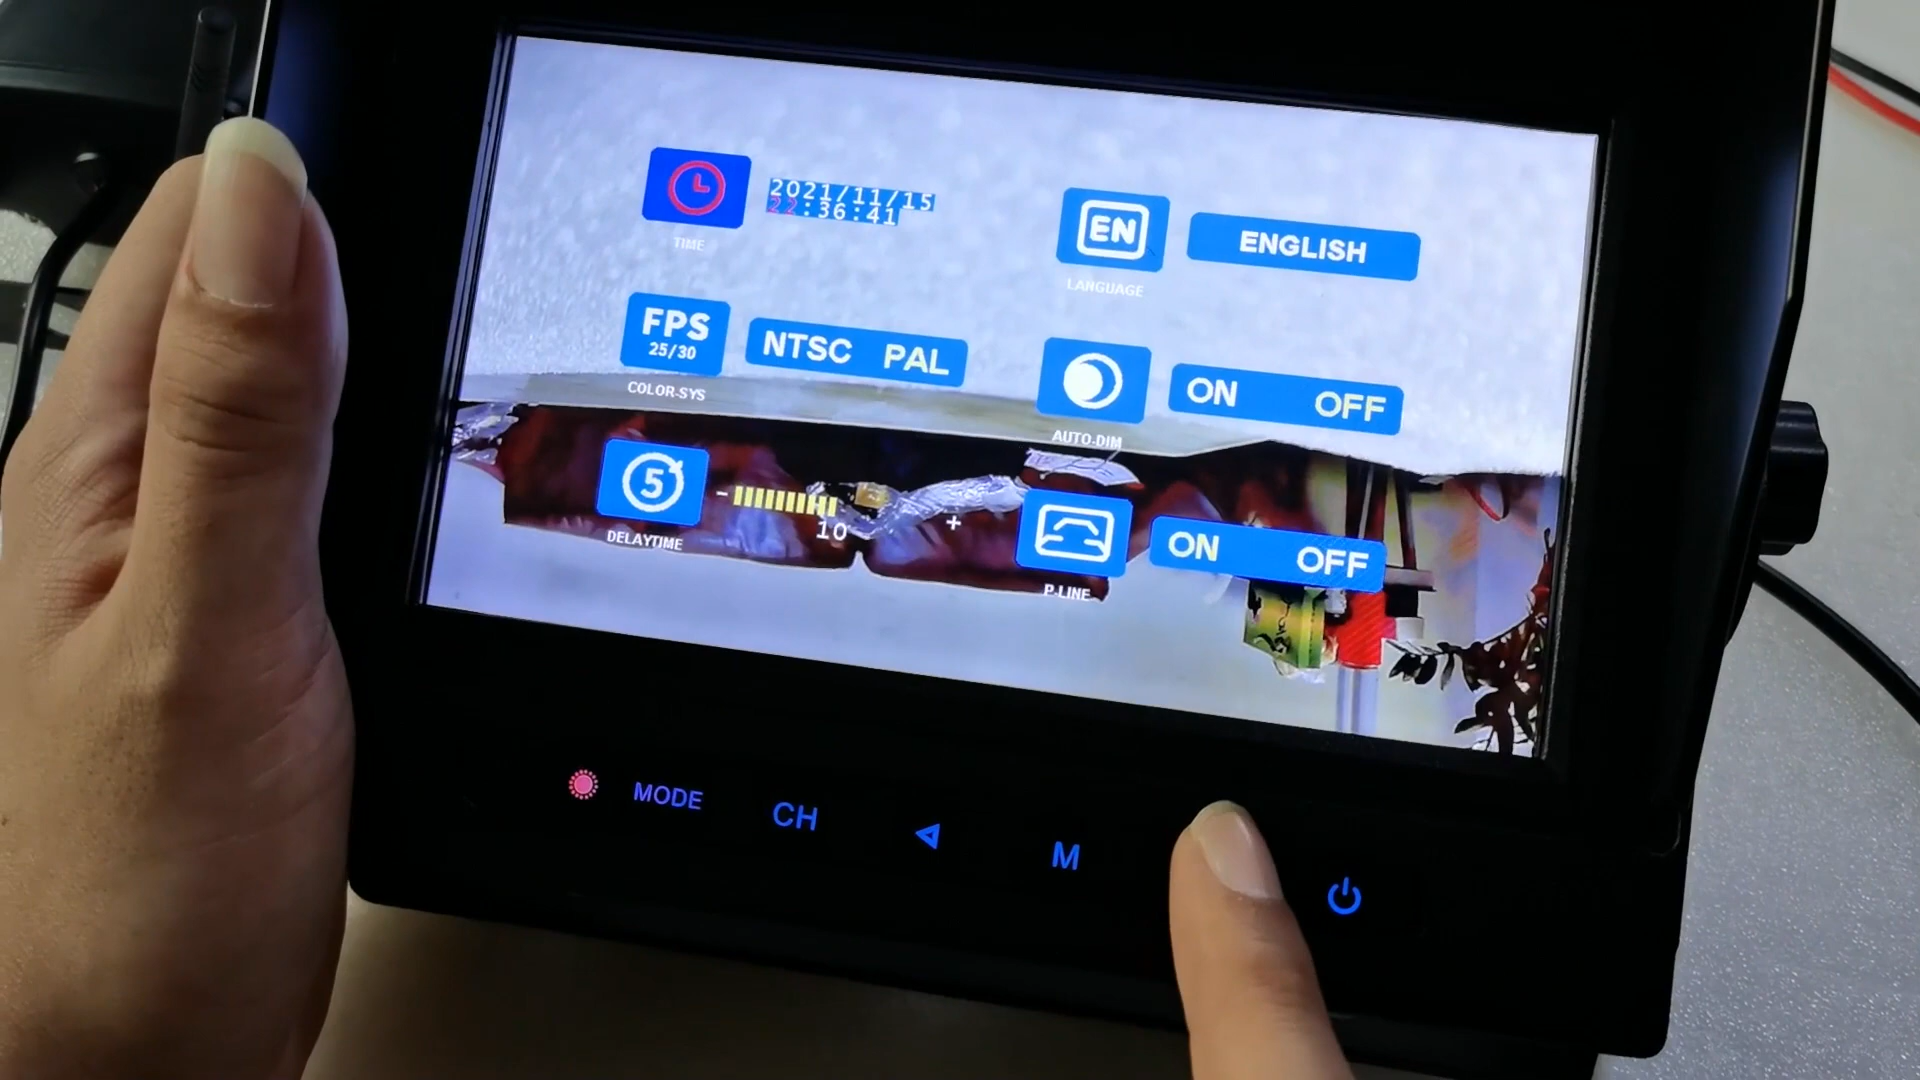 2021/11/15
22:36:41
TIME
EN
ENGLISH
LANGUAGE
FPS
25/30
NTSC PAL
COLOR-SYS
ON OFF
AUTO-DIM
5
- 10 +
DELAYTIME
ON OFF
P-LINE
MODE
CH
M